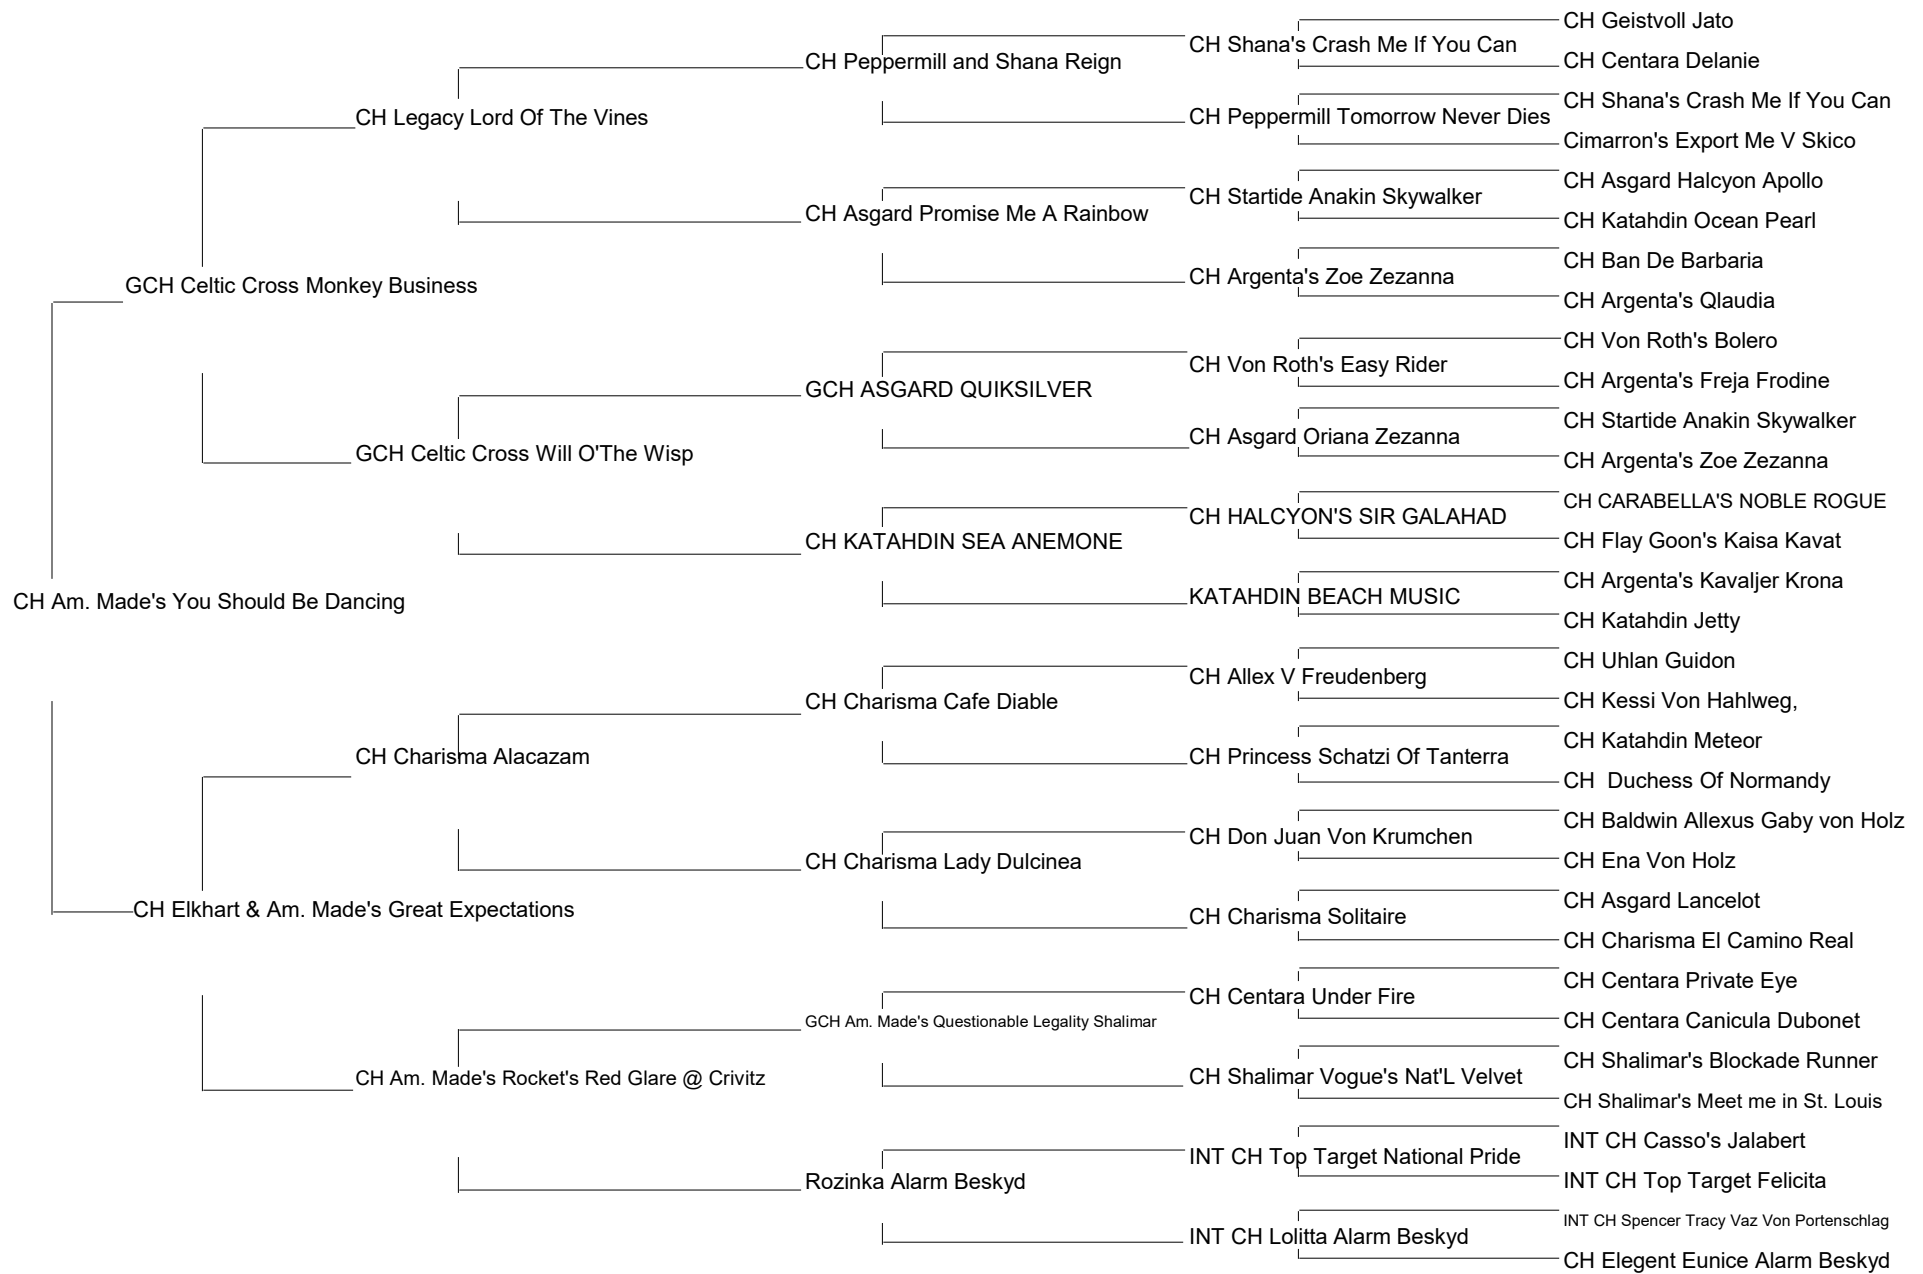 CH Geistvoll Jato
CH Shana's Crash Me If You Can
CH Peppermill and Shana Reign
CH Centara Delanie
CH Shana's Crash Me If You Can
CH Legacy Lord Of The Vines
CH Peppermill Tomorrow Never Dies
Cimarron's Export Me V Skico
CH Asgard Halcyon Apollo
CH Startide Anakin Skywalker
CH Asgard Promise Me A Rainbow
CH Katahdin Ocean Pearl
CH Ban De Barbaria
CH Argenta's Zoe Zezanna
GCH Celtic Cross Monkey Business
CH Argenta's Qlaudia
CH Von Roth's Bolero
CH Von Roth's Easy Rider
CH Argenta's Freja Frodine
GCH ASGARD QUIKSILVER
CH Startide Anakin Skywalker
CH Asgard Oriana Zezanna
GCH Celtic Cross Will O'The Wisp
CH Argenta's Zoe Zezanna
CH CARABELLA'S NOBLE ROGUE
CH HALCYON'S SIR GALAHAD
CH KATAHDIN SEA ANEMONE
CH Flay Goon's Kaisa Kavat
CH Argenta's Kavaljer Krona
KATAHDIN BEACH MUSIC
CH Am. Made's You Should Be Dancing
CH Katahdin Jetty
CH Uhlan Guidon
CH Allex V Freudenberg
CH Charisma Cafe Diable
CH Kessi Von Hahlweg,
CH Katahdin Meteor
CH Charisma Alacazam
CH Princess Schatzi Of Tanterra
CH  Duchess Of Normandy
CH Baldwin Allexus Gaby von Holz
CH Don Juan Von Krumchen
CH Charisma Lady Dulcinea
CH Ena Von Holz
CH Asgard Lancelot
CH Elkhart & Am. Made's Great Expectations
CH Charisma Solitaire
CH Charisma El Camino Real
CH Centara Private Eye
CH Centara Under Fire
GCH Am. Made's Questionable Legality Shalimar
CH Centara Canicula Dubonet
CH Shalimar's Blockade Runner
CH Am. Made's Rocket's Red Glare @ Crivitz
CH Shalimar Vogue's Nat'L Velvet
CH Shalimar's Meet me in St. Louis
INT CH Casso's Jalabert
INT CH Top Target National Pride
Rozinka Alarm Beskyd
INT CH Top Target Felicita
INT CH Spencer Tracy Vaz Von Portenschlag
INT CH Lolitta Alarm Beskyd
CH Elegent Eunice Alarm Beskyd